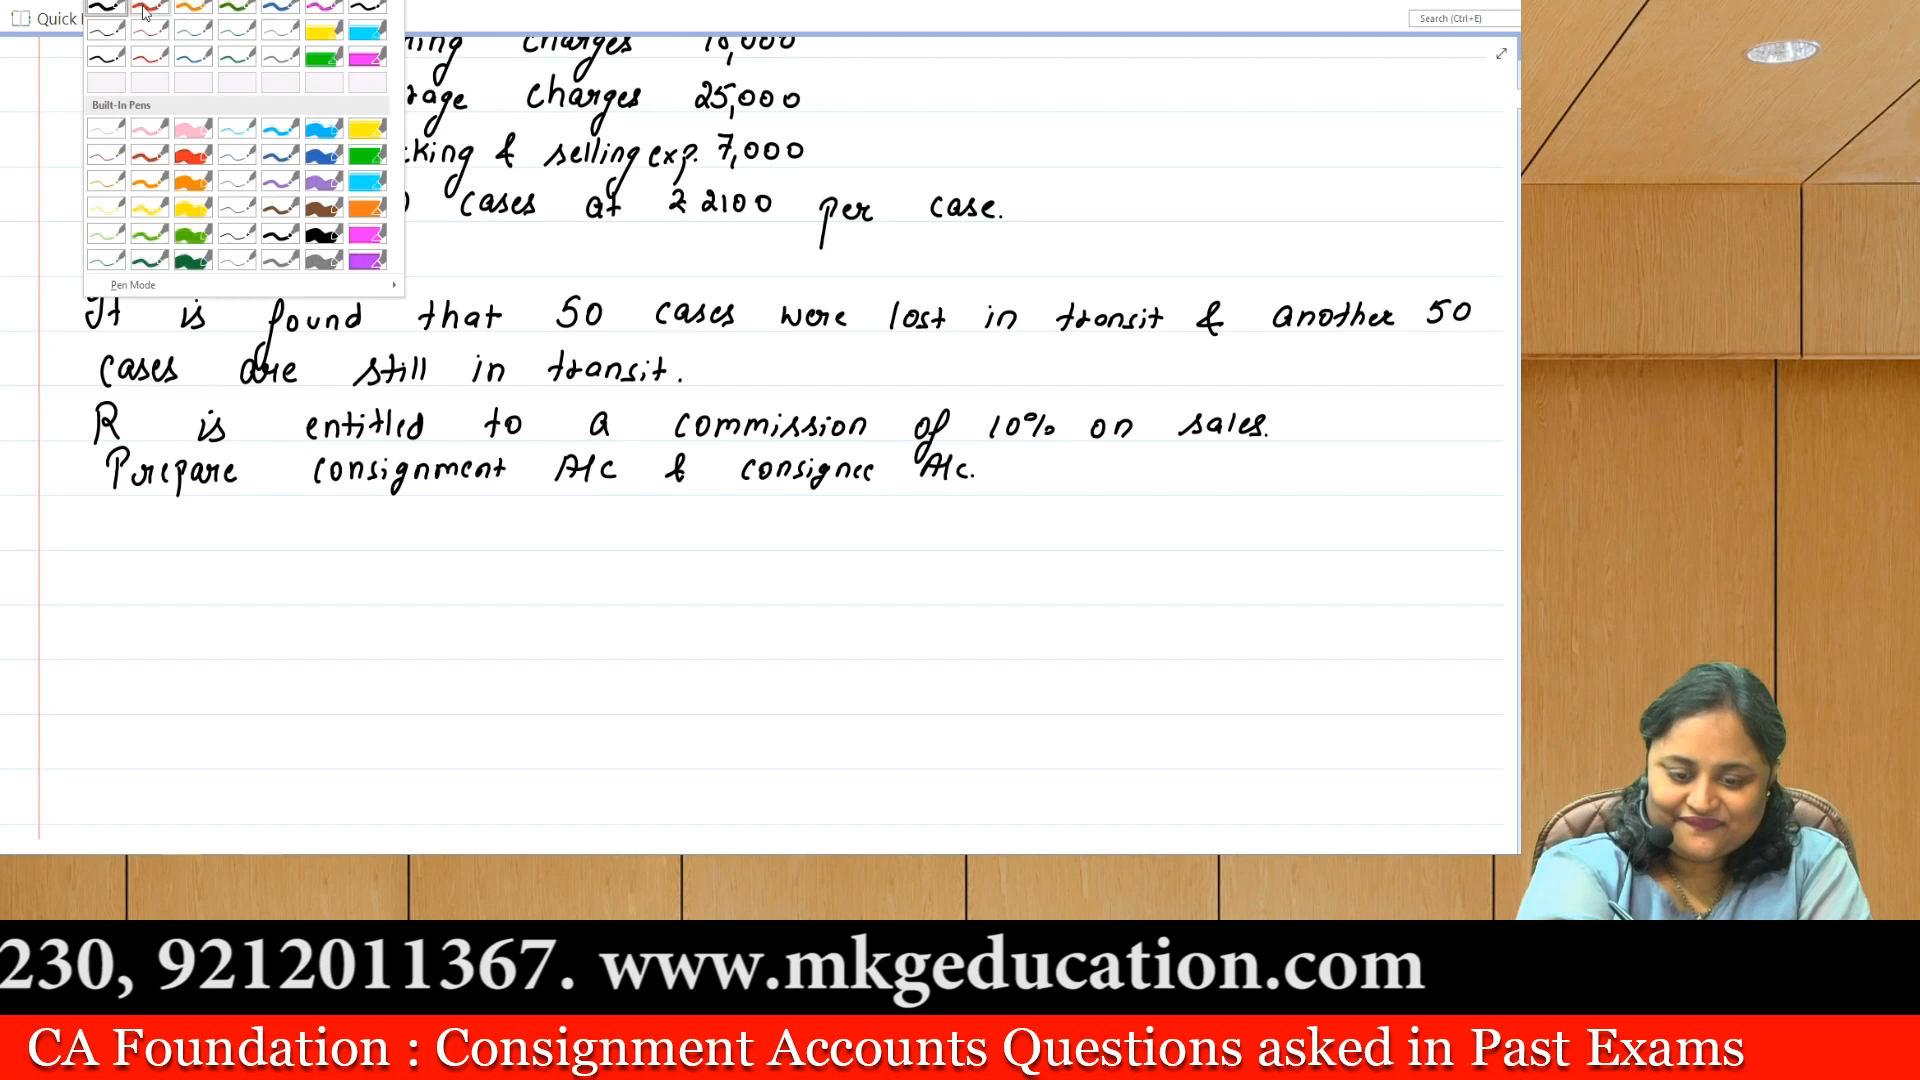 Quick
Search (Ctrl+E)
charges
Built-In Pens
charges 25,000
& selling exp. 7,000
cases at ₹ 2100 per case.
Pen Mode
It is found that 50 cases were lost in transit & another 50
cases are still in transit.
R is entitled to a commission of 10% on sales.
Prepare consignment A/c & consignee A/c.
230, 9212011367. www.mkgeducation.com
CA Foundation : Consignment Accounts Questions asked in Past Exams